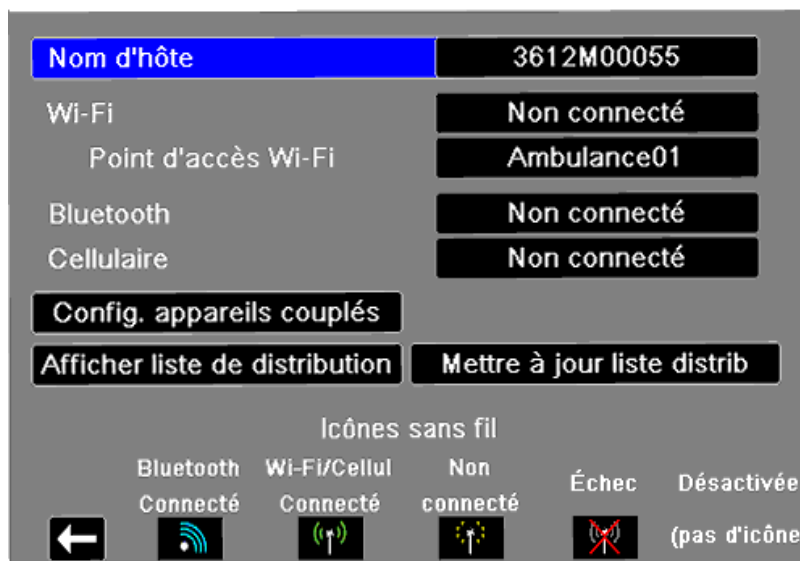 Nom d'hôte 3612M00055
Wi-Fi Non connecté
Point d'accès Wi-Fi Ambulance01
Bluetooth Non connecté
Cellulaire Non connecté
Config. appareils couplés
Afficher liste de distribution Mettre à jour liste distrib
Icônes sans fil
Bluetooth Wi-Fi/Cellul Non Échec Désactivée
Connecté Connecté connecté
(pas d'icône